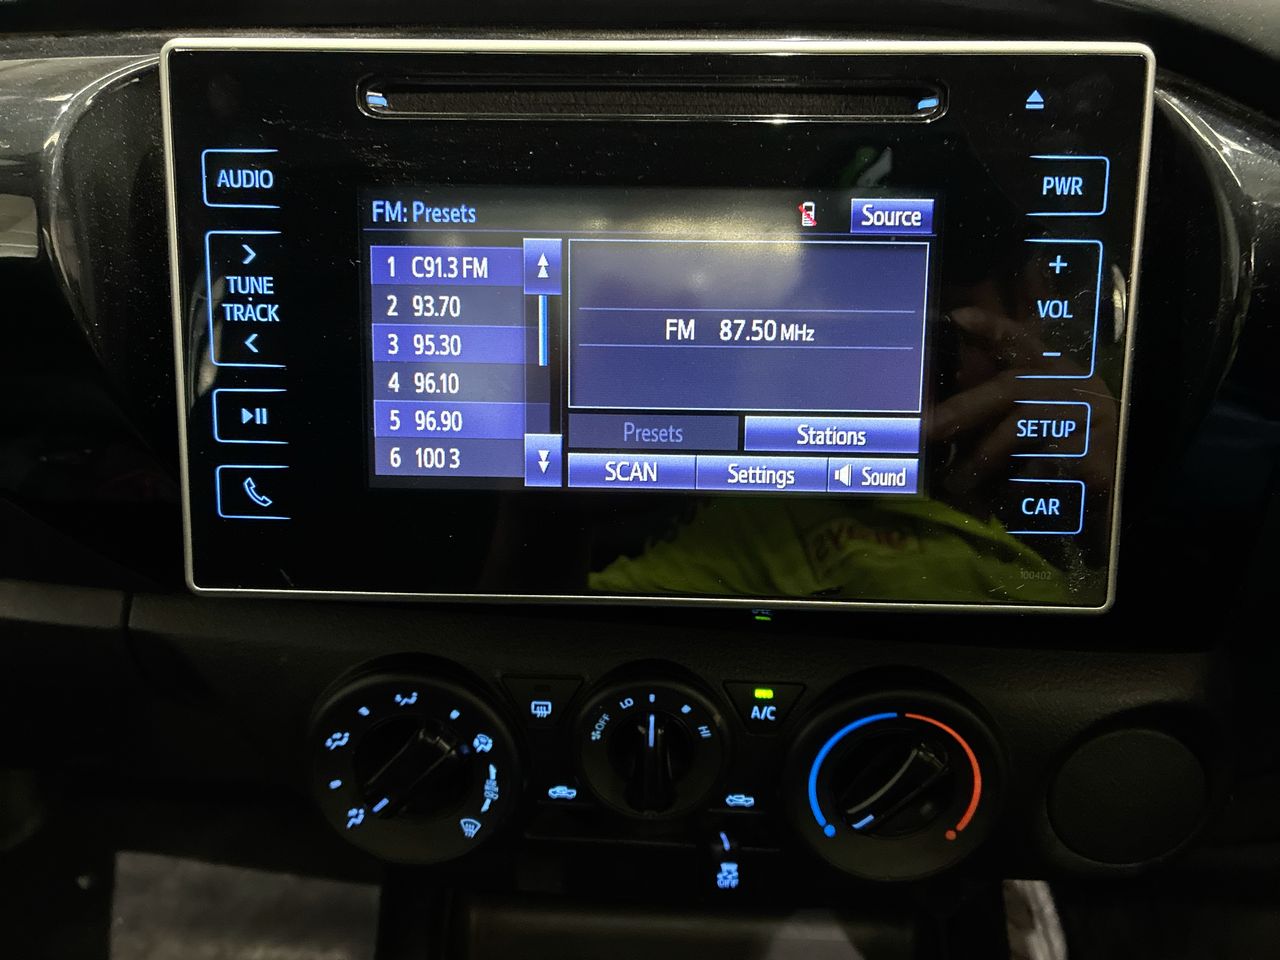 AUDIO
TUNE
TRACK
FM: Presets
Source
1 C91.3 FM
2 93.70
3 95.30
4 96.10
5 96.90
6 100 3
FM 87.50 MHz
Presets
Stations
SCAN
Settings
Sound
PWR
+
VOL
−
SETUP
CAR
100402
OFF
LO
HI
A/C
OFF